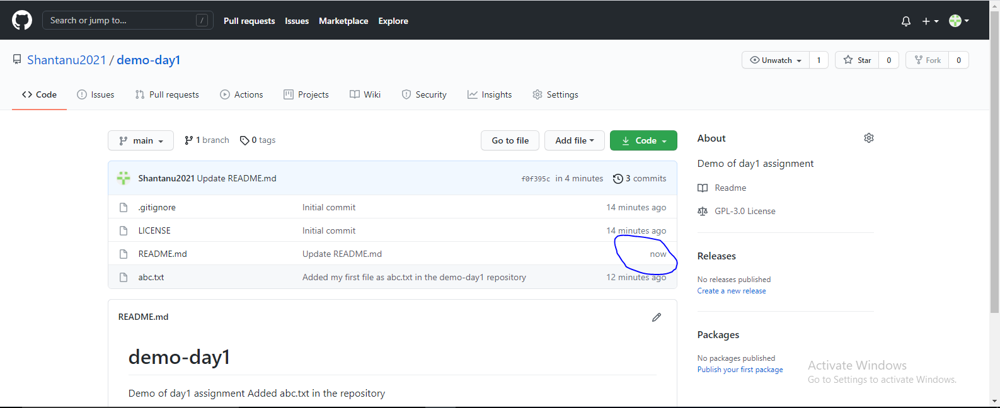 Search or jump to... /
Pull requests Issues Marketplace Explore
Shantanu2021 / demo-day1
Unwatch 1 Star 0 Fork 0
Code Issues Pull requests Actions Projects Wiki Security Insights Settings
main 1 branch 0 tags Go to file Add file Code
Shantanu2021 Update README.md f0f395c in 4 minutes 3 commits
.gitignore Initial commit 14 minutes ago
LICENSE Initial commit 14 minutes ago
README.md Update README.md now
abc.txt Added my first file as abc.txt in the demo-day1 repository 12 minutes ago
README.md
demo-day1
Demo of day1 assignment Added abc.txt in the repository
About
Demo of day1 assignment
Readme
GPL-3.0 License
Releases
No releases published
Create a new release
Packages
No packages published
Publish your first package
Activate Windows
Go to Settings to activate Windows.